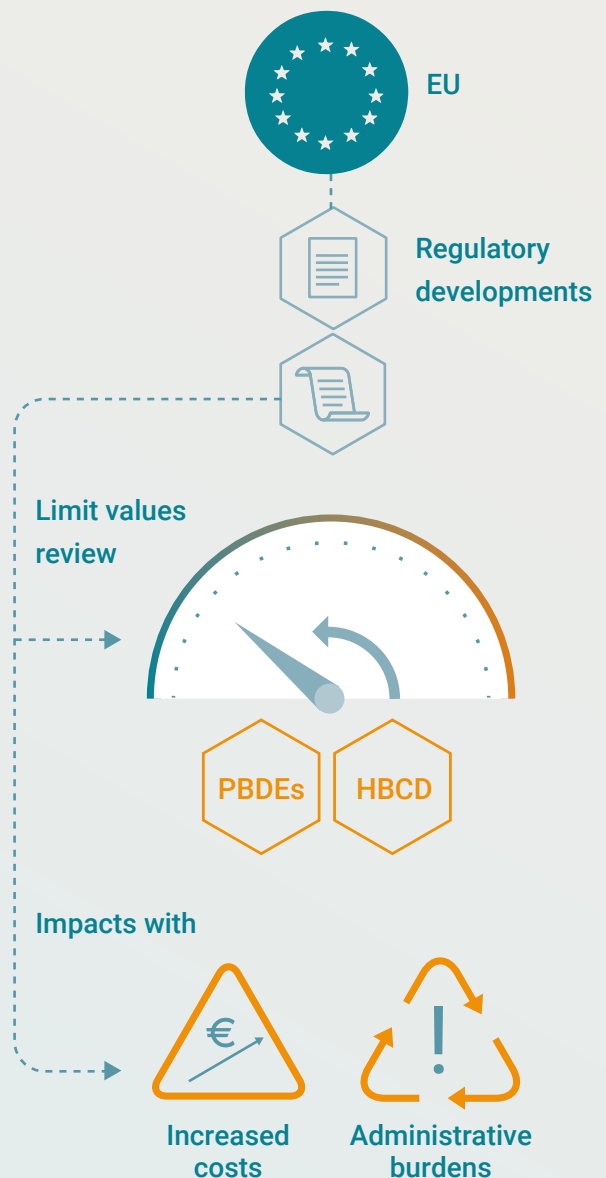 EU
Regulatory
developments
Limit values
review
PBDEs
HBCD
Impacts with
€
!
Increased
costs
Administrative
burdens